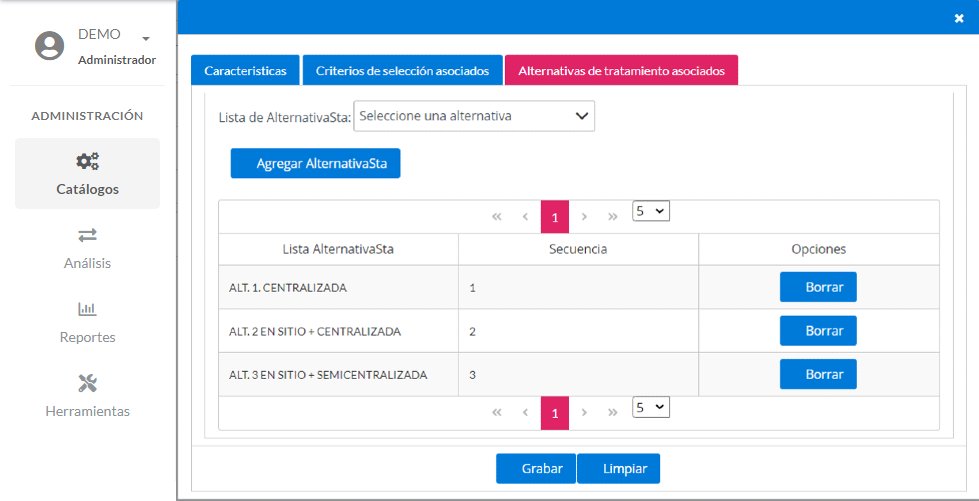 DEMO
Administrador
ADMINISTRACIÓN
Catálogos
Análisis
Reportes
Herramientas
Caracteristicas
Criterios de selección asociados
Alternativas de tratamiento asociados
Lista de AlternativaSta: Seleccione una alternativa
Agregar AlternativaSta
1 5
Lista AlternativaSta Secuencia Opciones
ALT. 1. CENTRALIZADA 1 Borrar
ALT. 2 EN SITIO + CENTRALIZADA 2 Borrar
ALT. 3 EN SITIO + SEMICENTRALIZADA 3 Borrar
1 5
Grabar Limpiar